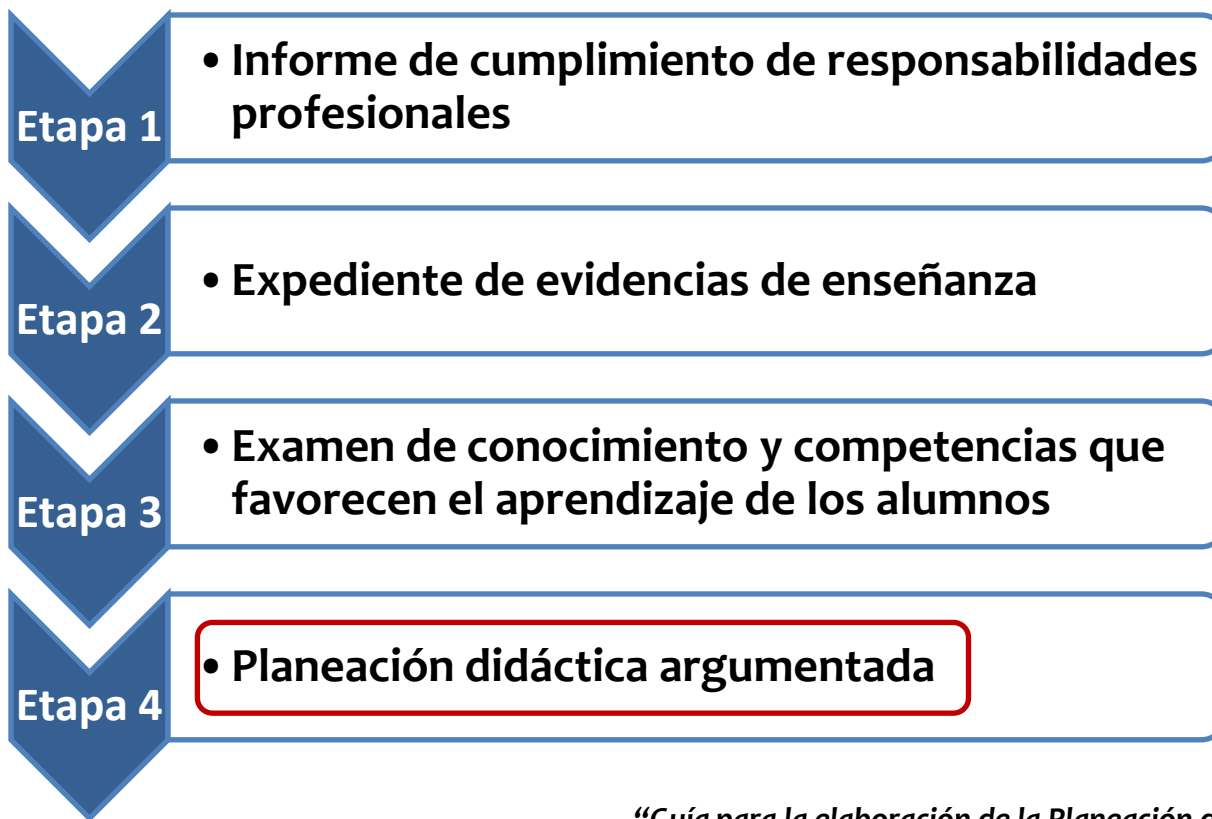 Etapa 1
• Informe de cumplimiento de responsabilidades
profesionales
Etapa 2
• Expediente de evidencias de enseñanza
Etapa 3
• Examen de conocimiento y competencias que
favorecen el aprendizaje de los alumnos
Etapa 4
• Planeación didáctica argumentada
“Guía para la elaboración de la Planeación